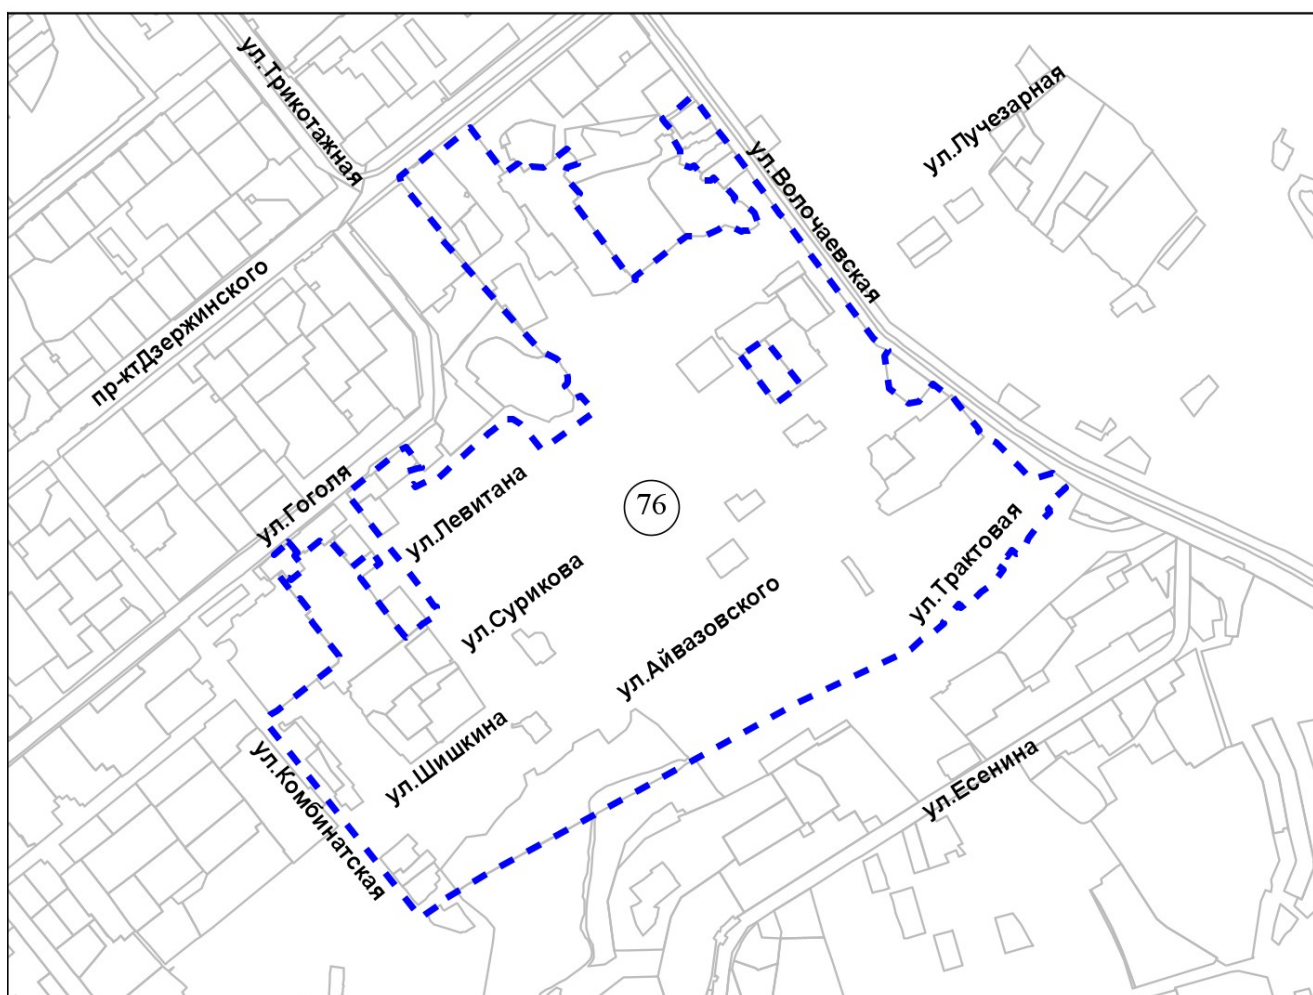 ул.Трикотажная
ул.Лучезарная
ул.Волочаевская
пр-ктДзержинского
ул.Гоголя
ул.Левитана
76
ул.Трактовая
ул.Сурикова
ул.Айвазовского
ул.Шишкина
ул.Есенина
ул.Комбинатская